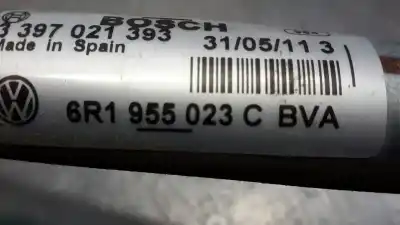 BOSCH
3 397 021 393
31/05/11 3
Made in Spain
6R1 955 023 C BVA